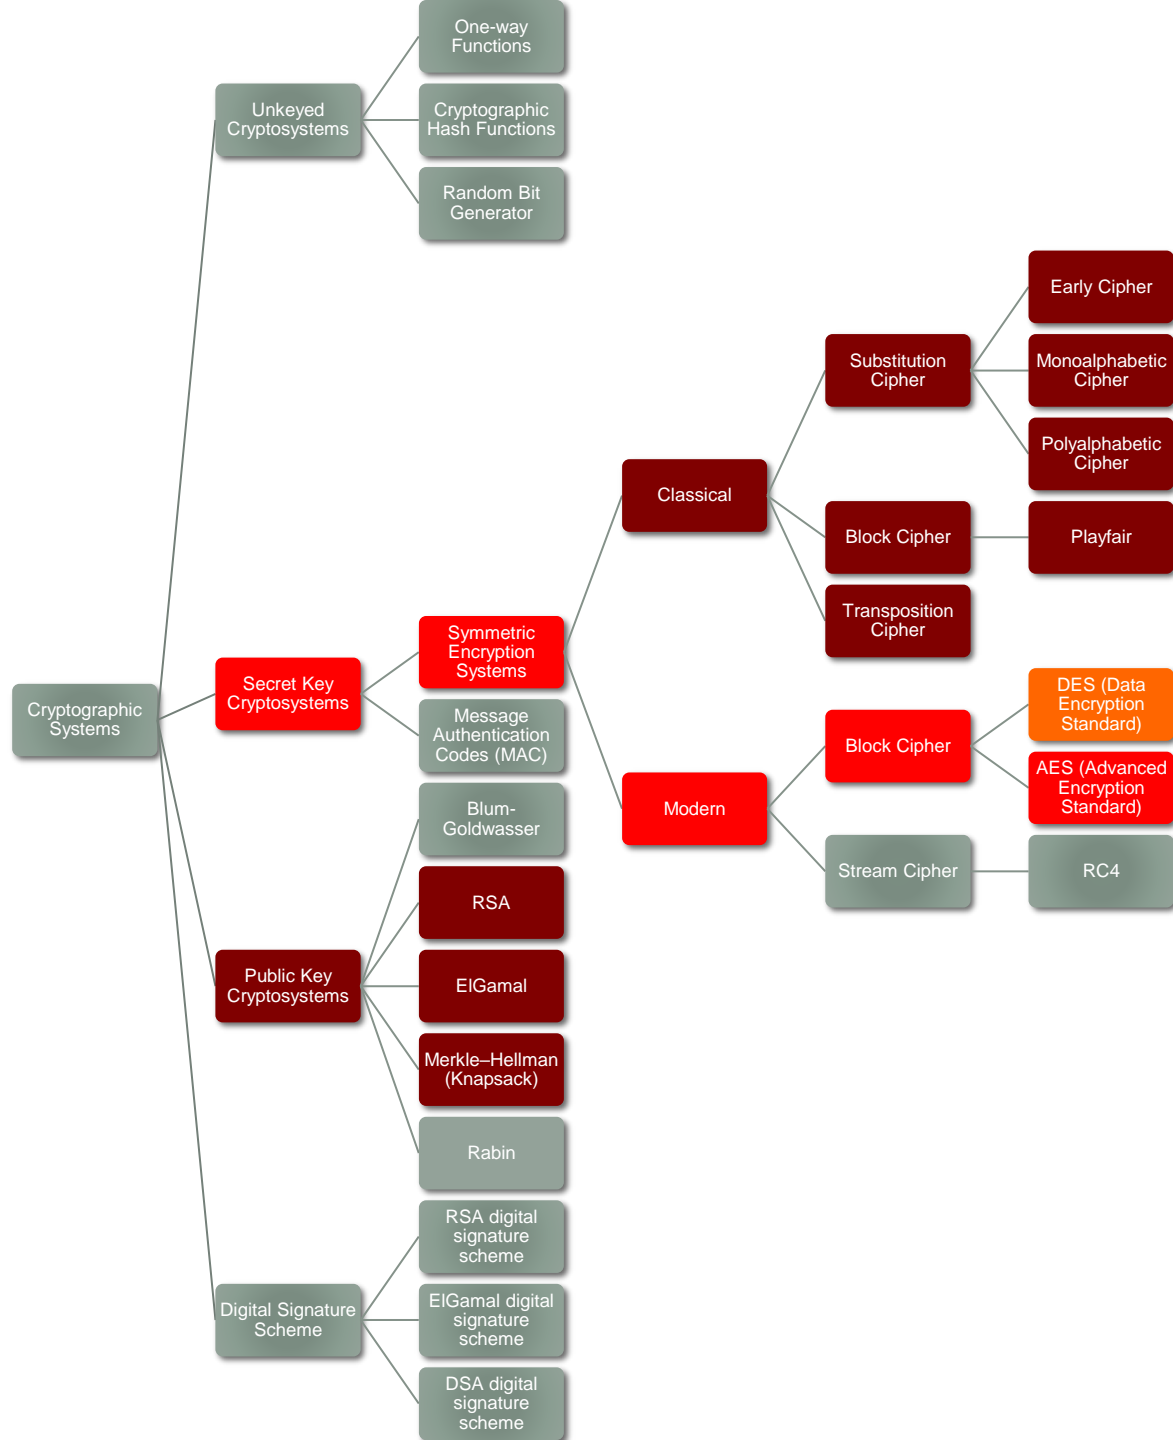 One-way
Functions
Unkeyed
Cryptosystems
Cryptographic
Hash Functions
Random Bit
Generator
Early Cipher
Substitution
Cipher
Monoalphabetic
Cipher
Polyalphabetic
Cipher
Classical
Block Cipher
Playfair
Transposition
Cipher
Symmetric
Encryption
Systems
Secret Key
Cryptosystems
Cryptographic
Systems
Message
Authentication
Codes (MAC)
DES (Data
Encryption
Standard)
Block Cipher
AES (Advanced
Encryption
Standard)
Modern
Stream Cipher
RC4
Blum-
Goldwasser
RSA
Public Key
Cryptosystems
ElGamal
Merkle–Hellman
(Knapsack)
Rabin
RSA digital
signature
scheme
Digital Signature
Scheme
ElGamal digital
signature
scheme
DSA digital
signature
scheme